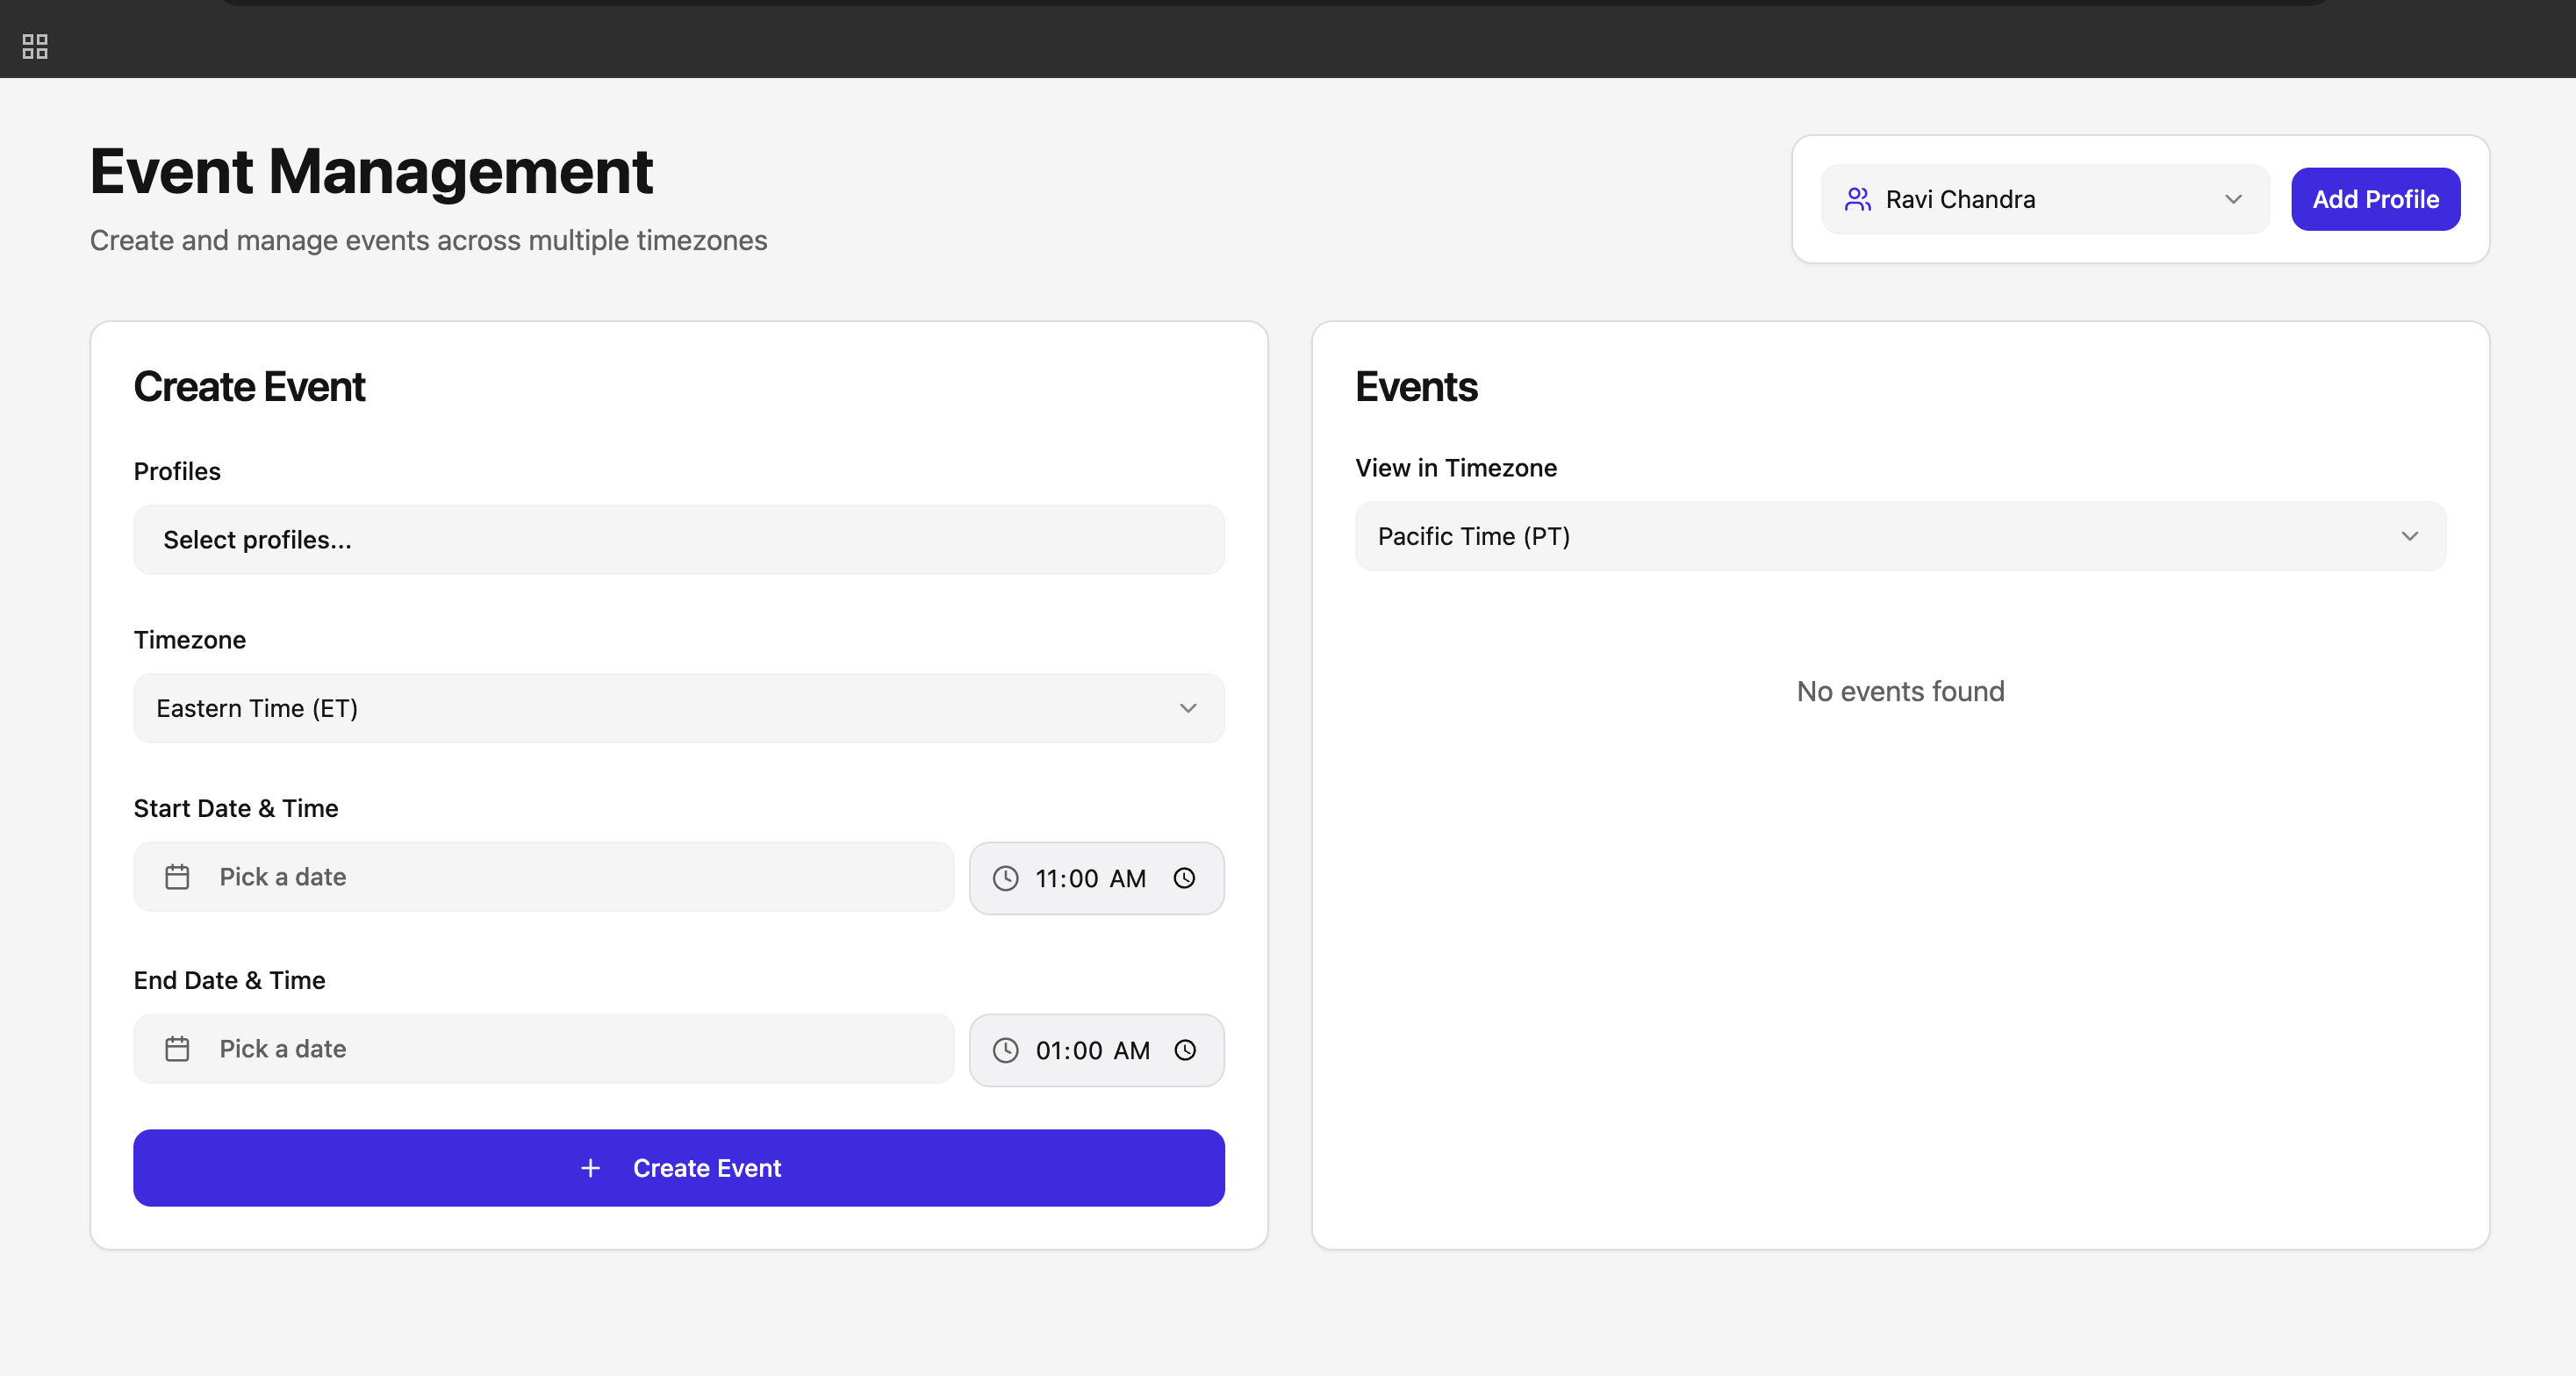 Event Management
Create and manage events across multiple timezones
Ravi Chandra
Add Profile
Create Event
Profiles
Select profiles...
Timezone
Eastern Time (ET)
Start Date & Time
Pick a date
11:00 AM
End Date & Time
Pick a date
01:00 AM
+ Create Event
Events
View in Timezone
Pacific Time (PT)
No events found